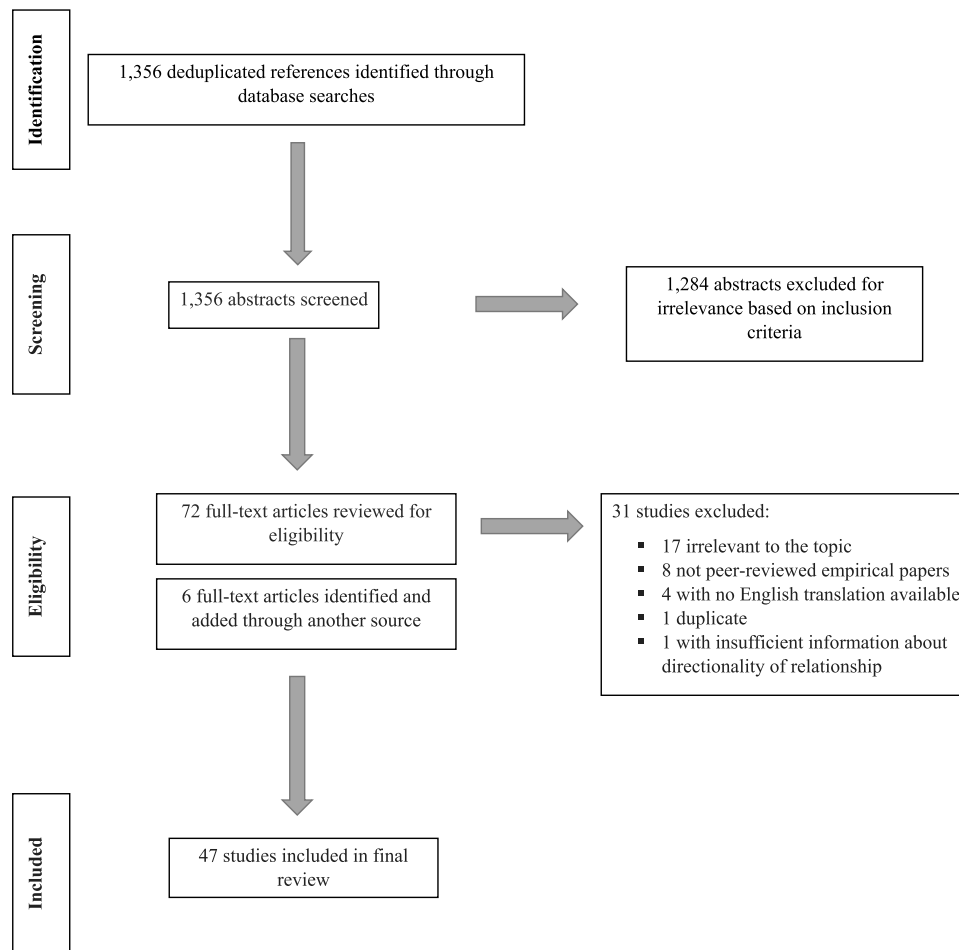 Identification
1,356 deduplicated references identified through
database searches
Screening
1,356 abstracts screened
1,284 abstracts excluded for
irrelevance based on inclusion
criteria
Eligibility
72 full-text articles reviewed for
eligibility
6 full-text articles identified and
added through another source
31 studies excluded:
▪ 17 irrelevant to the topic
▪ 8 not peer-reviewed empirical papers
▪ 4 with no English translation available
▪ 1 duplicate
▪ 1 with insufficient information about
directionality of relationship
Included
47 studies included in final
review